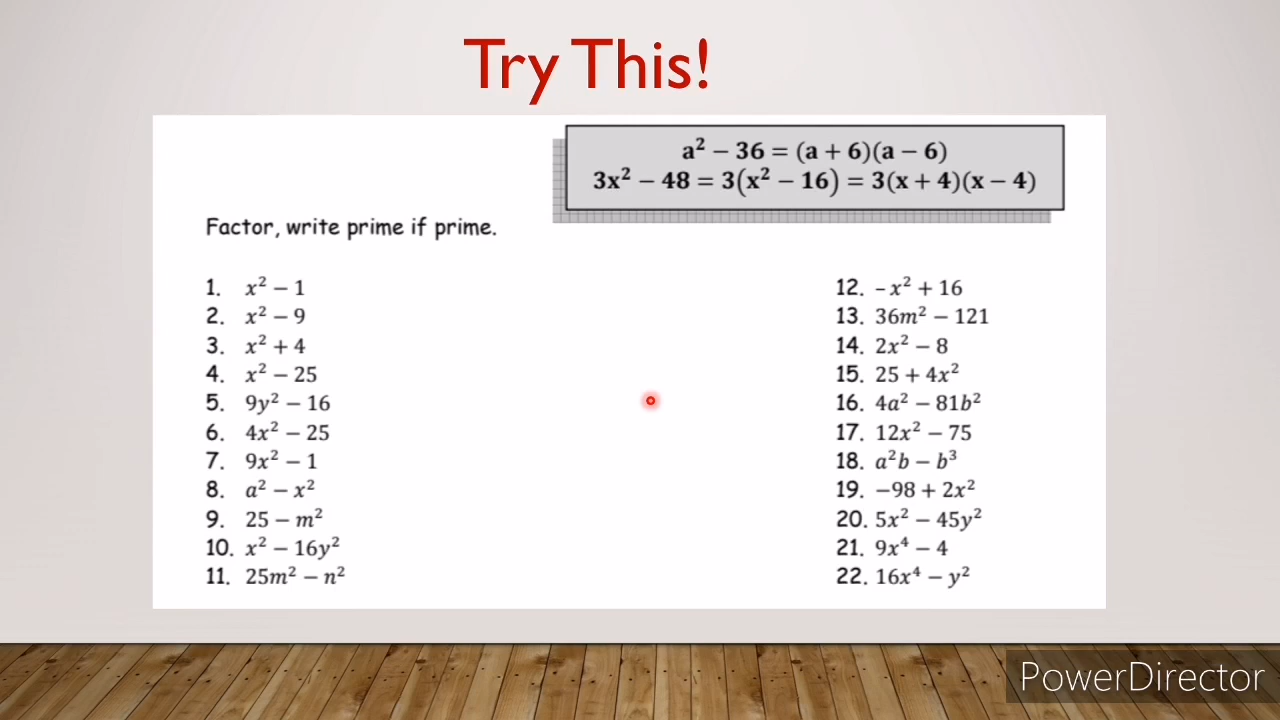 Try This!
a² − 36 = (a + 6)(a − 6)
3x² − 48 = 3(x² − 16) = 3(x + 4)(x − 4)
Factor, write prime if prime.
1. x² − 1
2. x² − 9
3. x² + 4
4. x² − 25
5. 9y² − 16
6. 4x² − 25
7. 9x² − 1
8. a² − x²
9. 25 − m²
10. x² − 16y²
11. 25m² − n²
12. −x² + 16
13. 36m² − 121
14. 2x² − 8
15. 25 + 4x²
16. 4a² − 81b²
17. 12x² − 75
18. a²b − b³
19. −98 + 2x²
20. 5x² − 45y²
21. 9x⁴ − 4
22. 16x⁴ − y²
PowerDirector